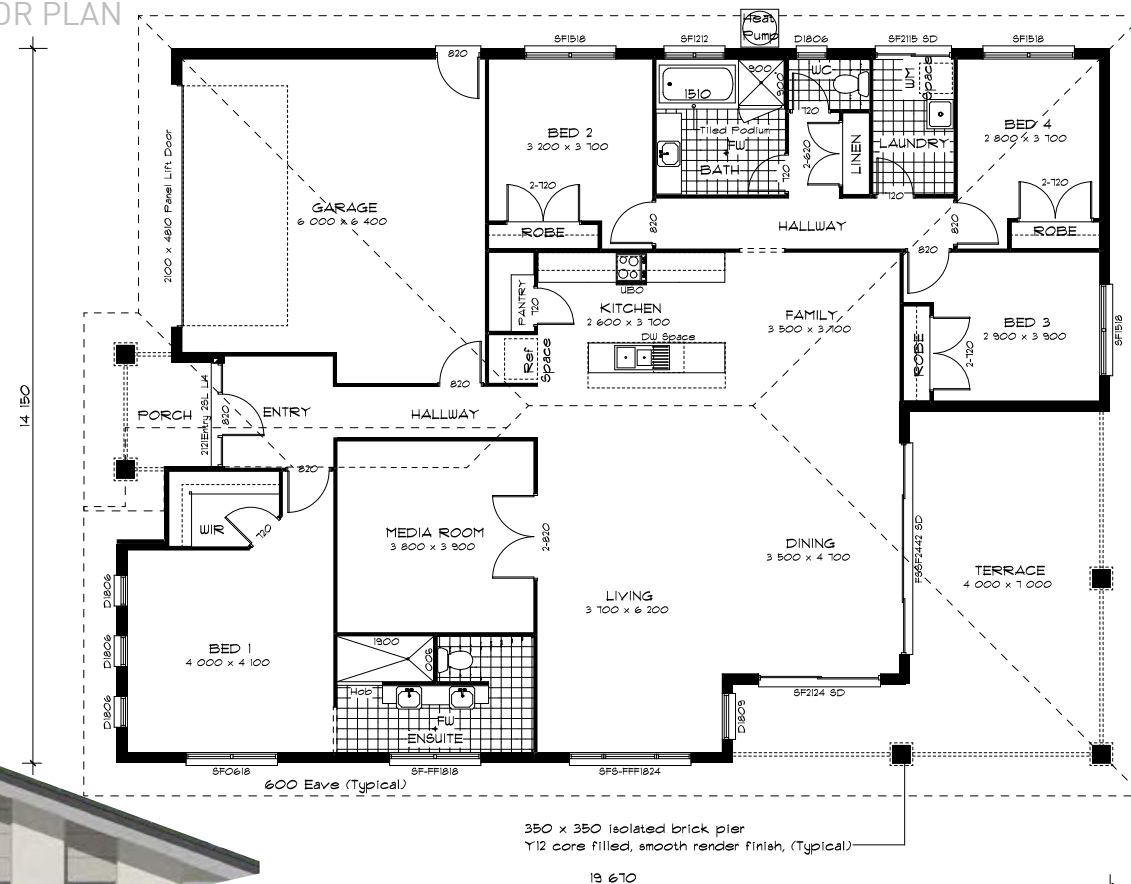 OOR PLAN
Heat
Pump
820
SF1518
SF1212
D1806
SF2115 SD
SF1518
2100 x 4810 Panel Lift Door
GARAGE
6 000 x 6 400
BED 2
3 200 x 3 700
2-720
ROBE
820
1510
900
900
Tiled Podium
FW
BATH
720
WC
720
2-620
LINEN
WM
Space
LAUNDRY
720
BED 4
2 800 x 3 700
2-720
ROBE
820
HALLWAY
820
PANTRY
720
UBO
KITCHEN
2 600 x 3 700
DW Space
Ref
Space
FAMILY
3 500 x 3 700
BED 3
2 900 x 3 900
ROBE
2-720
SF1518
14 150
PORCH
2121Entry 2SL L4
820
ENTRY
HALLWAY
820
820
WIR
720
MEDIA ROOM
3 800 x 3 900
2-820
DINING
3 500 x 4 700
FSSF2442 SD
TERRACE
4 000 x 7 000
LIVING
3 700 x 6 200
D1806
D1806
D1806
BED 1
4 000 x 4 100
1900
900
Hob
FW
ENSUITE
SF2124 SD
D1809
SF0618
SF-FF1818
SFS-FFF1824
600 Eave (Typical)
350 x 350 isolated brick pier
Y12 core filled, smooth render finish, (Typical)
19 670